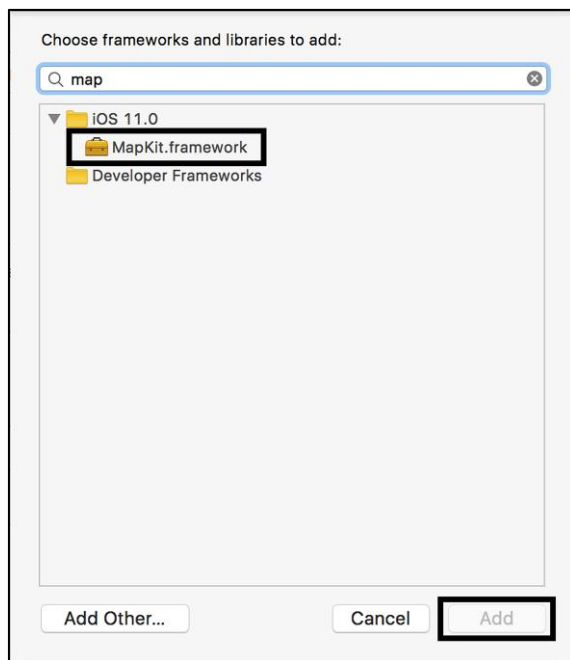 Choose frameworks and libraries to add:
map
iOS 11.0
MapKit.framework
Developer Frameworks
Add Other... Cancel Add